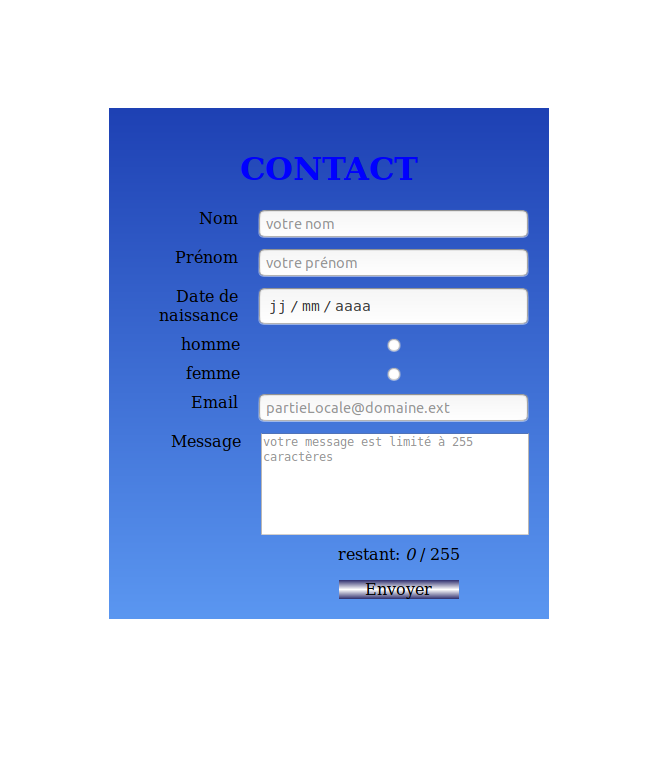 CONTACT
Nom
votre nom
Prénom
votre prénom
Date de
naissance
jj / mm / aaaa
homme
femme
Email
partieLocale@domaine.ext
Message
votre message est limité à 255
caractères
restant: 0 / 255
Envoyer